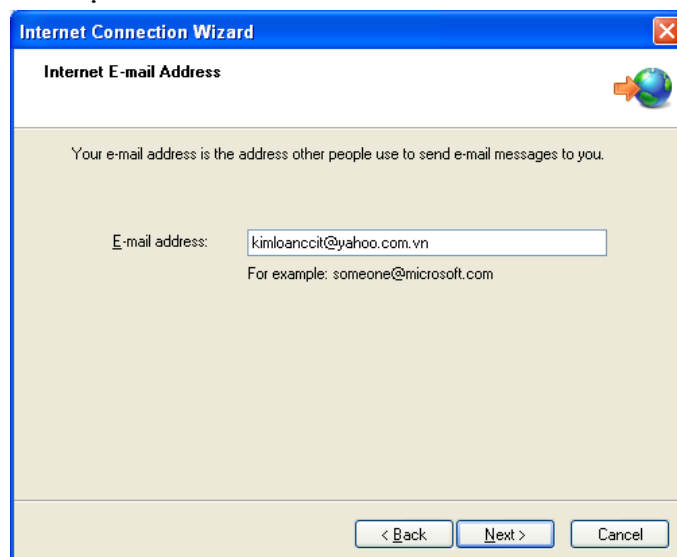 Internet Connection Wizard
Internet E-mail Address
Your e-mail address is the address other people use to send e-mail messages to you.
E-mail address: kimloanccit@yahoo.com.vn
For example: someone@microsoft.com
< Back Next > Cancel